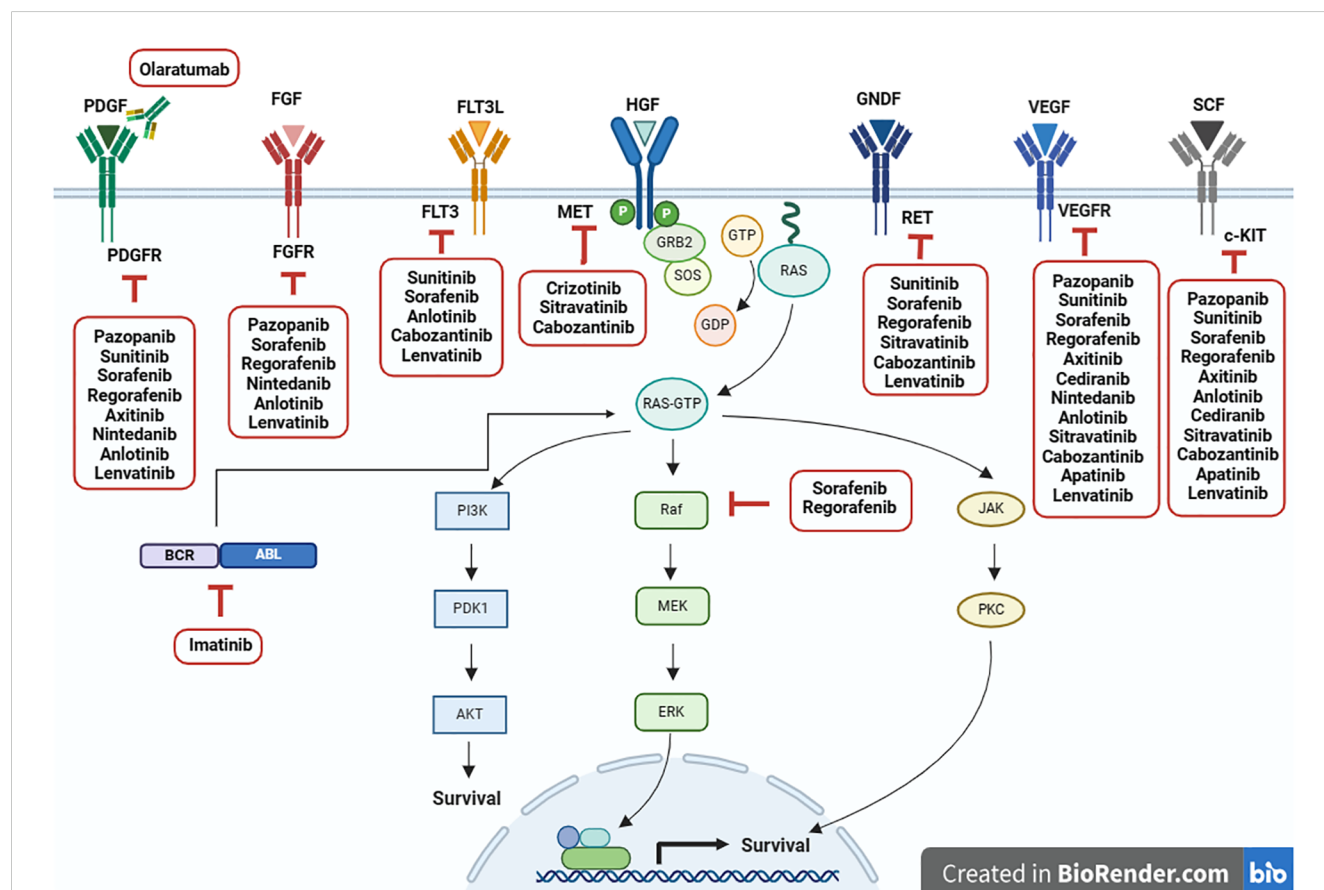 Olaratumab
PDGF
FGF
FLT3L
HGF
GNDF
VEGF
SCF
PDGFR
FGFR
FLT3
MET
RET
VEGFR
c-KIT
P
P
GRB2
SOS
GTP
GDP
RAS
Pazopanib
Sunitinib
Sorafenib
Regorafenib
Axitinib
Nintedanib
Anlotinib
Lenvatinib
Pazopanib
Sorafenib
Regorafenib
Nintedanib
Anlotinib
Lenvatinib
Sunitinib
Sorafenib
Anlotinib
Cabozantinib
Lenvatinib
Crizotinib
Sitravatinib
Cabozantinib
Sunitinib
Sorafenib
Regorafenib
Sitravatinib
Cabozantinib
Lenvatinib
Pazopanib
Sunitinib
Sorafenib
Regorafenib
Axitinib
Cediranib
Nintedanib
Anlotinib
Sitravatinib
Cabozantinib
Apatinib
Lenvatinib
Pazopanib
Sunitinib
Sorafenib
Regorafenib
Axitinib
Anlotinib
Cediranib
Sitravatinib
Cabozantinib
Apatinib
Lenvatinib
RAS-GTP
PI3K
Raf
Sorafenib
Regorafenib
JAK
BCR
ABL
Imatinib
PDK1
MEK
PKC
AKT
ERK
Survival
Survival
Created in BioRender.com bio